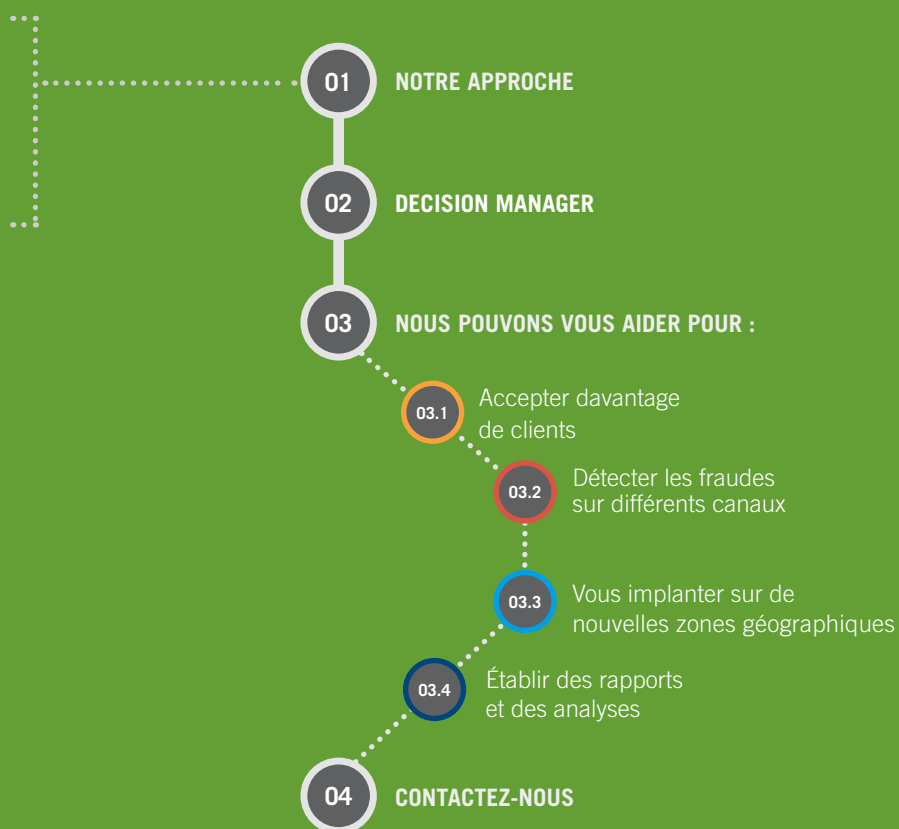 01 NOTRE APPROCHE
02 DECISION MANAGER
03 NOUS POUVONS VOUS AIDER POUR :
03.1 Accepter davantage
de clients
03.2 Détecter les fraudes
sur différents canaux
03.3 Vous implanter sur de
nouvelles zones géographiques
03.4 Établir des rapports
et des analyses
04 CONTACTEZ-NOUS